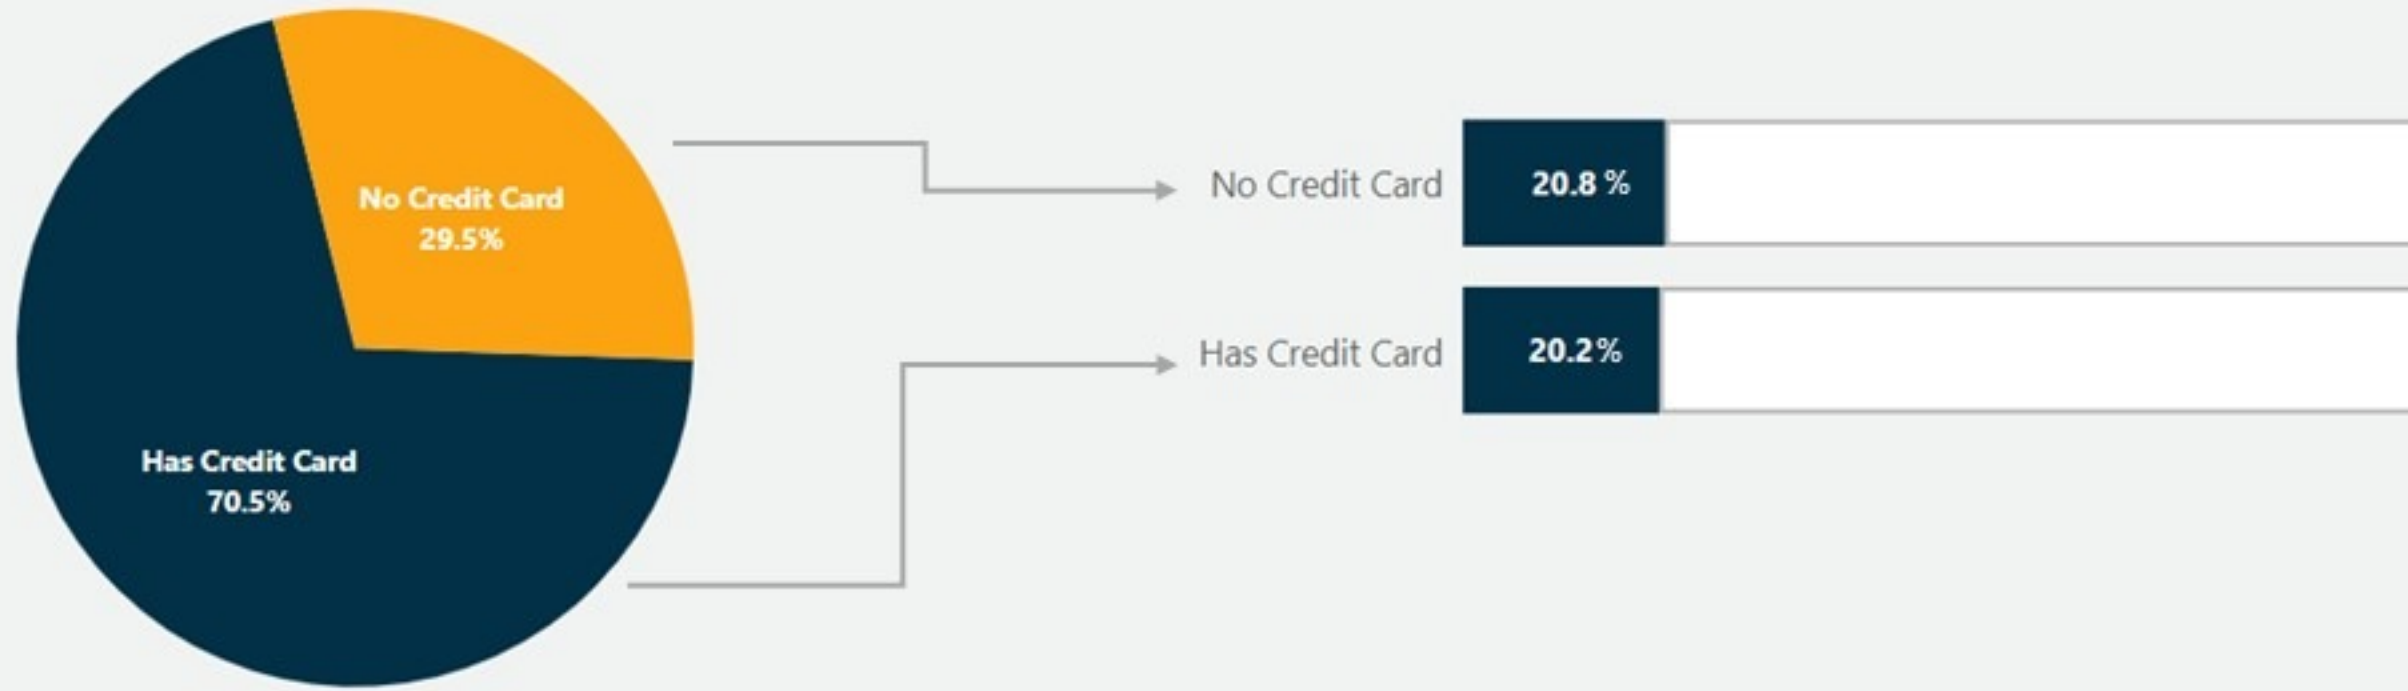 No Credit Card
29.5%
Has Credit Card
70.5%
No Credit Card
20.8 %
Has Credit Card
20.2%